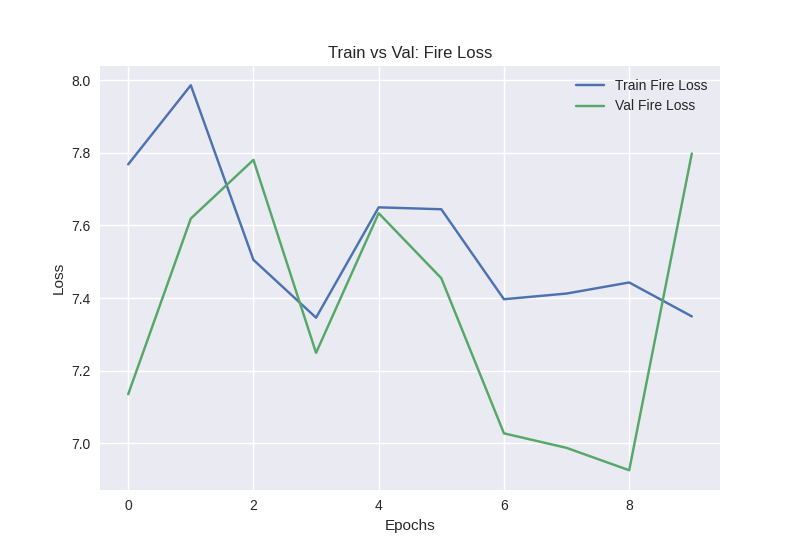 Train vs Val: Fire Loss
Train Fire Loss
Val Fire Loss
8.0
7.8
7.6
7.4
7.2
7.0
Loss
0 2 4 6 8
Epochs